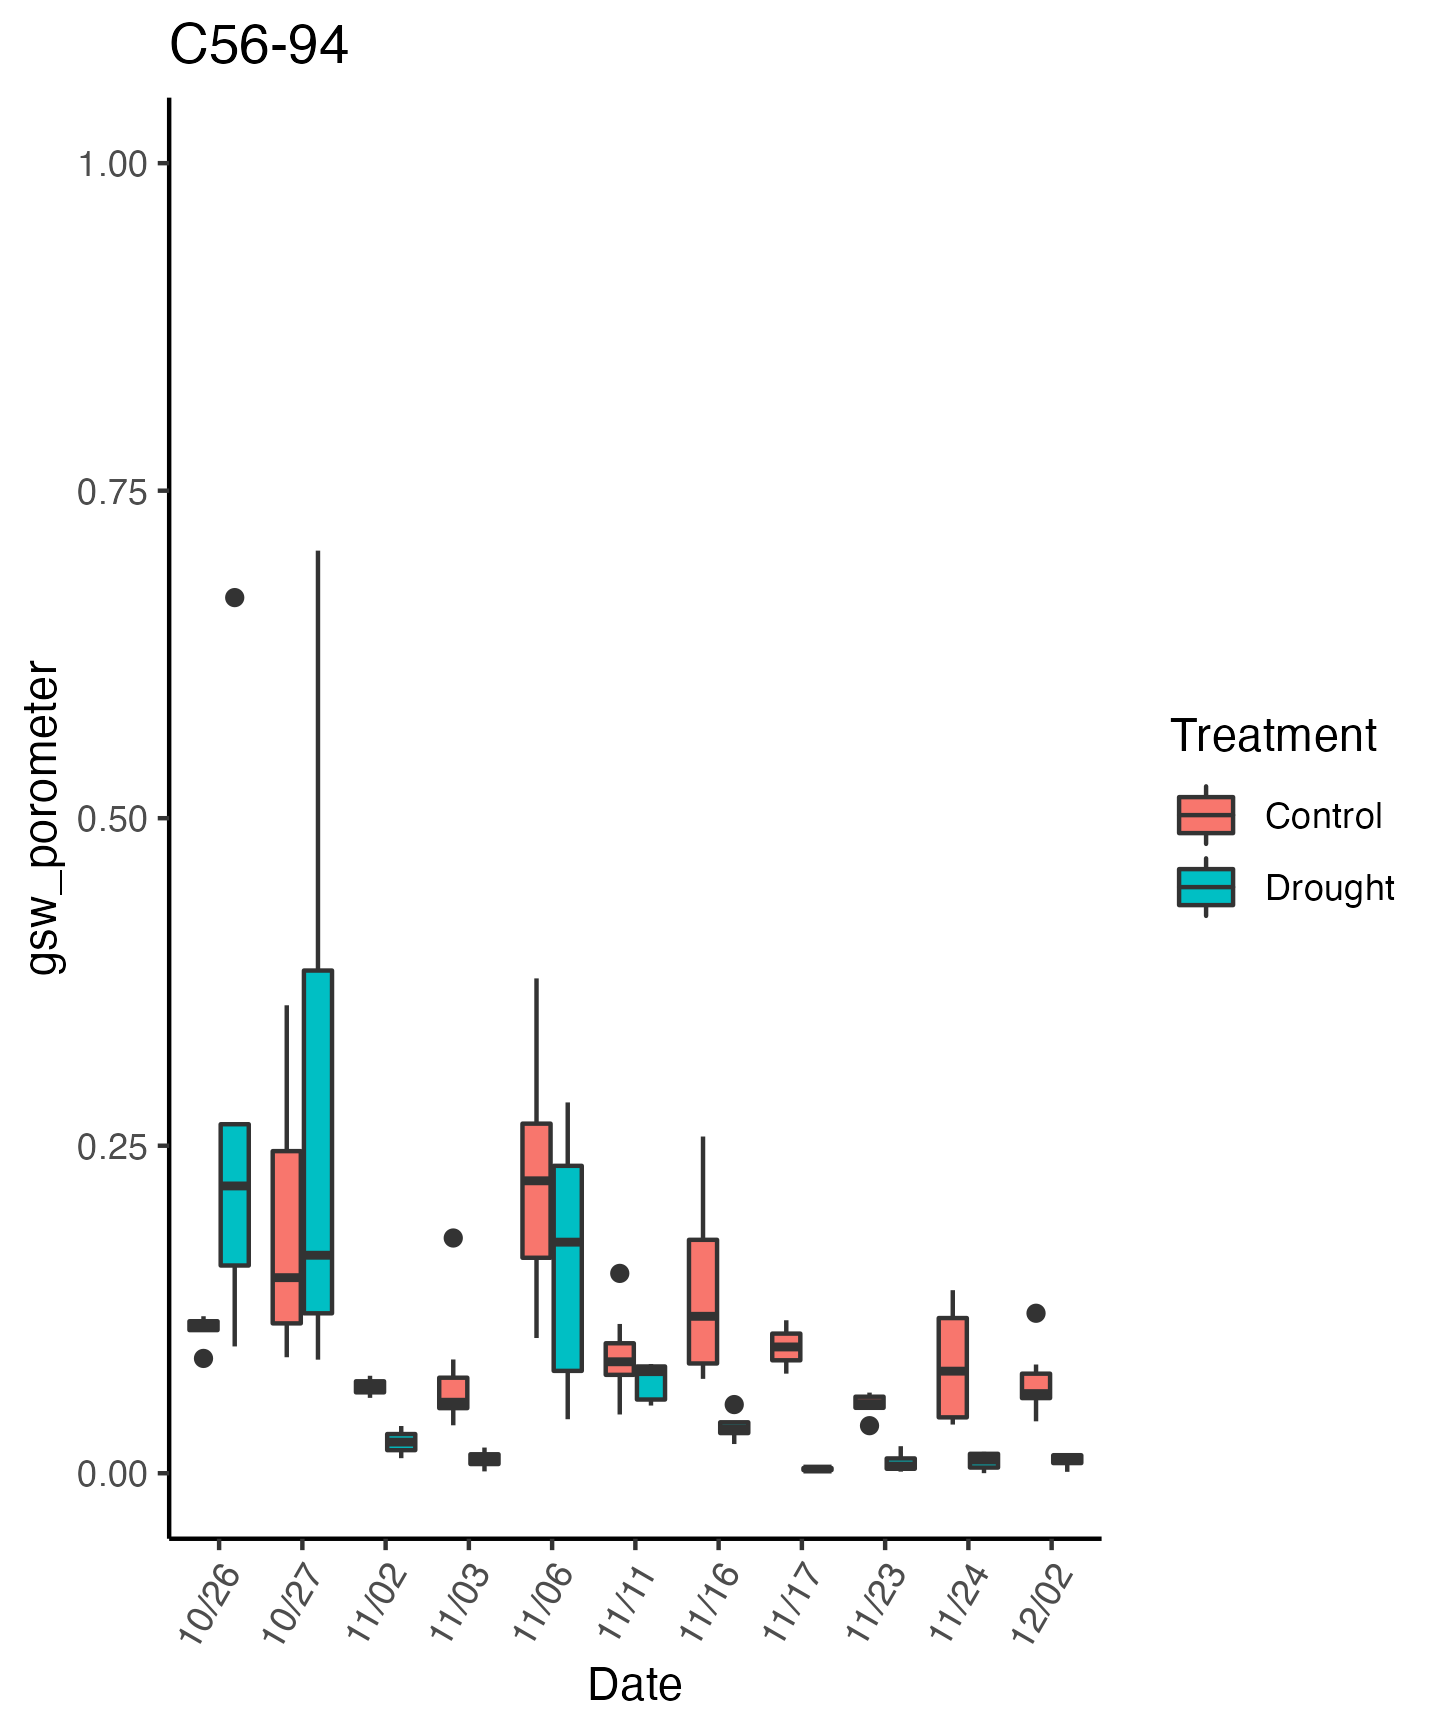 C56-94
1.00
0.75
0.50
0.25
0.00
gsw_porometer
10/26
10/27
11/02
11/03
11/06
11/11
11/16
11/17
11/23
11/24
12/02
Date
Treatment
Control
Drought